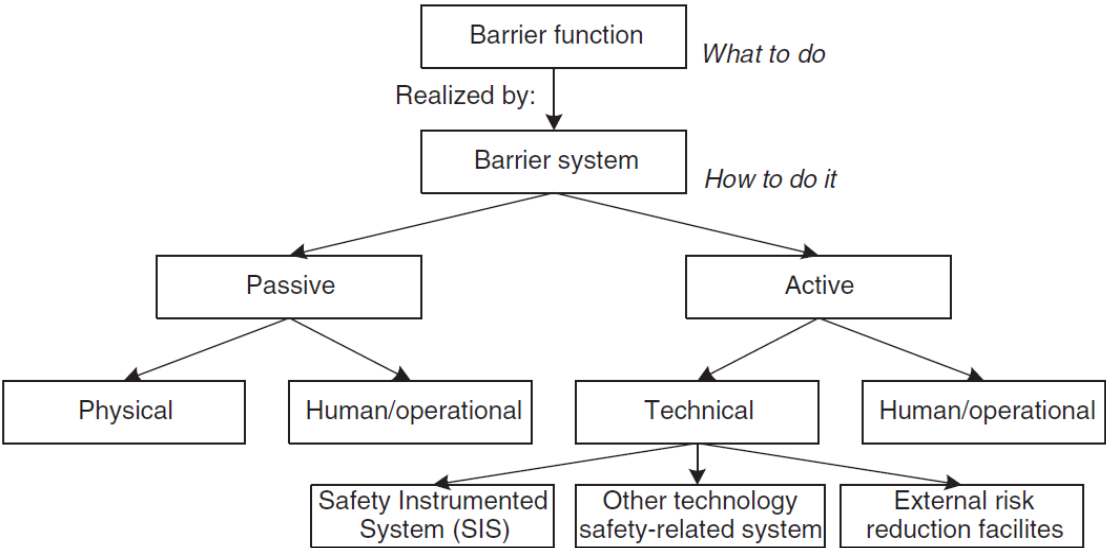 Barrier function
What to do
Realized by:
Barrier system
How to do it
Passive
Active
Physical
Human/operational
Technical
Human/operational
Safety Instrumented
System (SIS)
Other technology
safety-related system
External risk
reduction facilites